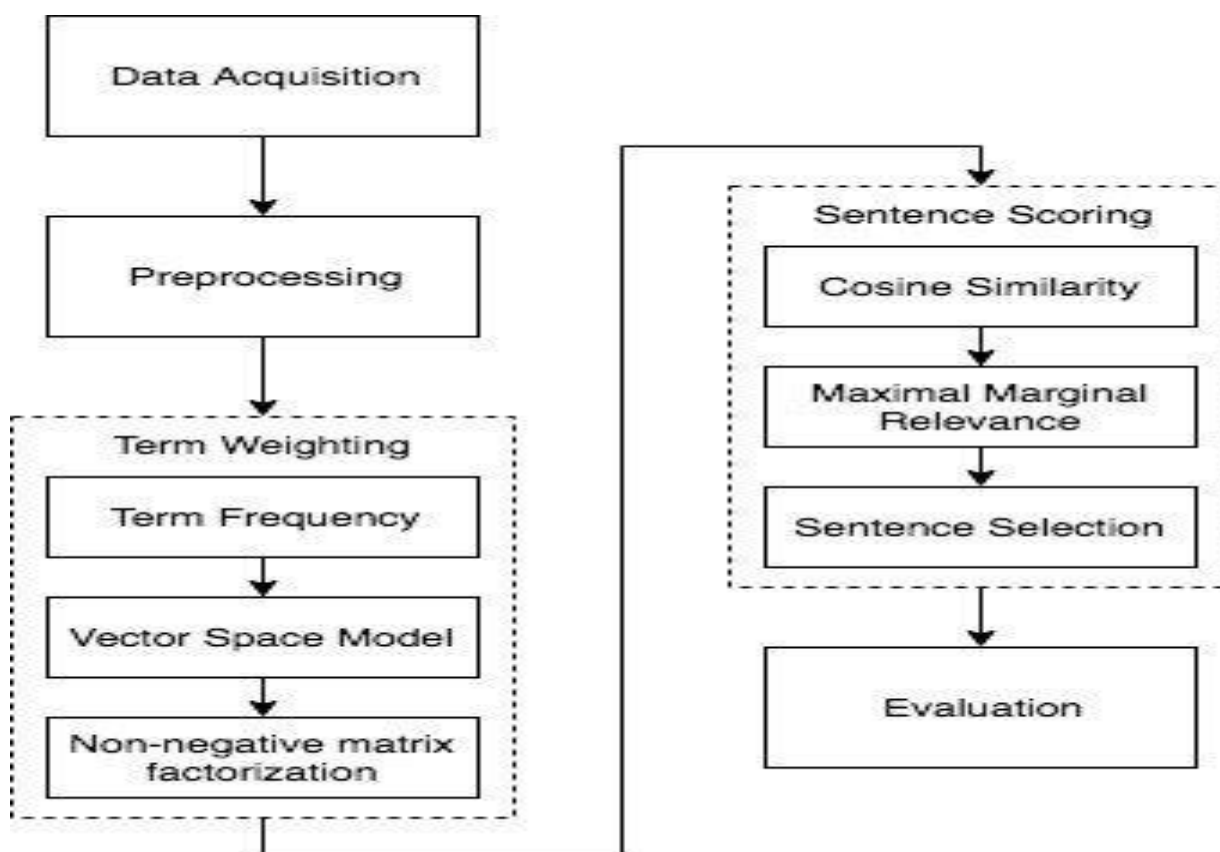 Data Acquisition
Preprocessing
Term Weighting
Term Frequency
Vector Space Model
Non-negative matrix
factorization
Sentence Scoring
Cosine Similarity
Maximal Marginal
Relevance
Sentence Selection
Evaluation